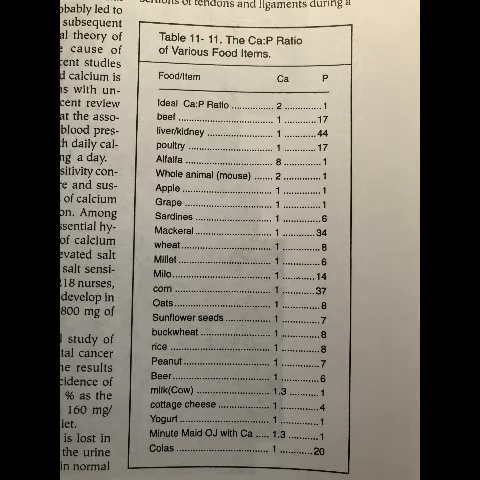 obably led to
subsequent
al theory of
e cause of
cent studies
d calcium is
ns with un-
cent review
at the asso-
blood pres-
h daily cal-
ng a day.
sitivity con-
re and sus-
of calcium
on. Among
ssential hy-
of calcium
evated salt
salt sensi-
218 nurses,
develop in
800 mg of
l study of
tal cancer
he results
cidence of
% as the
160 mg/
liet.
is lost in
the urine
in normal
of tendons and ligaments during a
Table 11- 11. The Ca:P Ratio
of Various Food Items.
Food/Item Ca P
Ideal Ca:P Ratio .............. 2 ............ 1
beef ................................ 1 ............ 17
liver/kidney ..................... 1 ............ 44
poultry ............................ 1 ............ 17
Alfalfa ............................. 8 ............ 1
Whole animal (mouse) ...... 2 ............ 1
Apple .............................. 1 ............ 1
Grape ............................. 1 ............ 1
Sardines ......................... 1 ............ 6
Mackeral ......................... 1 ............ 34
wheat ............................. 1 ............ 8
Millet ............................... 1 ............ 6
Milo ................................. 1 ............ 14
corn ................................ 1 ............ 37
Oats ................................ 1 ............ 8
Sunflower seeds .............. 1 ............ 7
buckwheat ...................... 1 ............ 8
rice .................................. 1 ............ 8
Peanut ............................ 1 ............ 7
Beer ................................ 1 ............ 6
milk(Cow) ........................ 1.3 .......... 1
cottage cheese ................ 1 ............ 4
Yogurt ............................. 1 ............ 1
Minute Maid OJ with Ca ..... 1.3 .......... 1
Colas .............................. 1 ............ 20